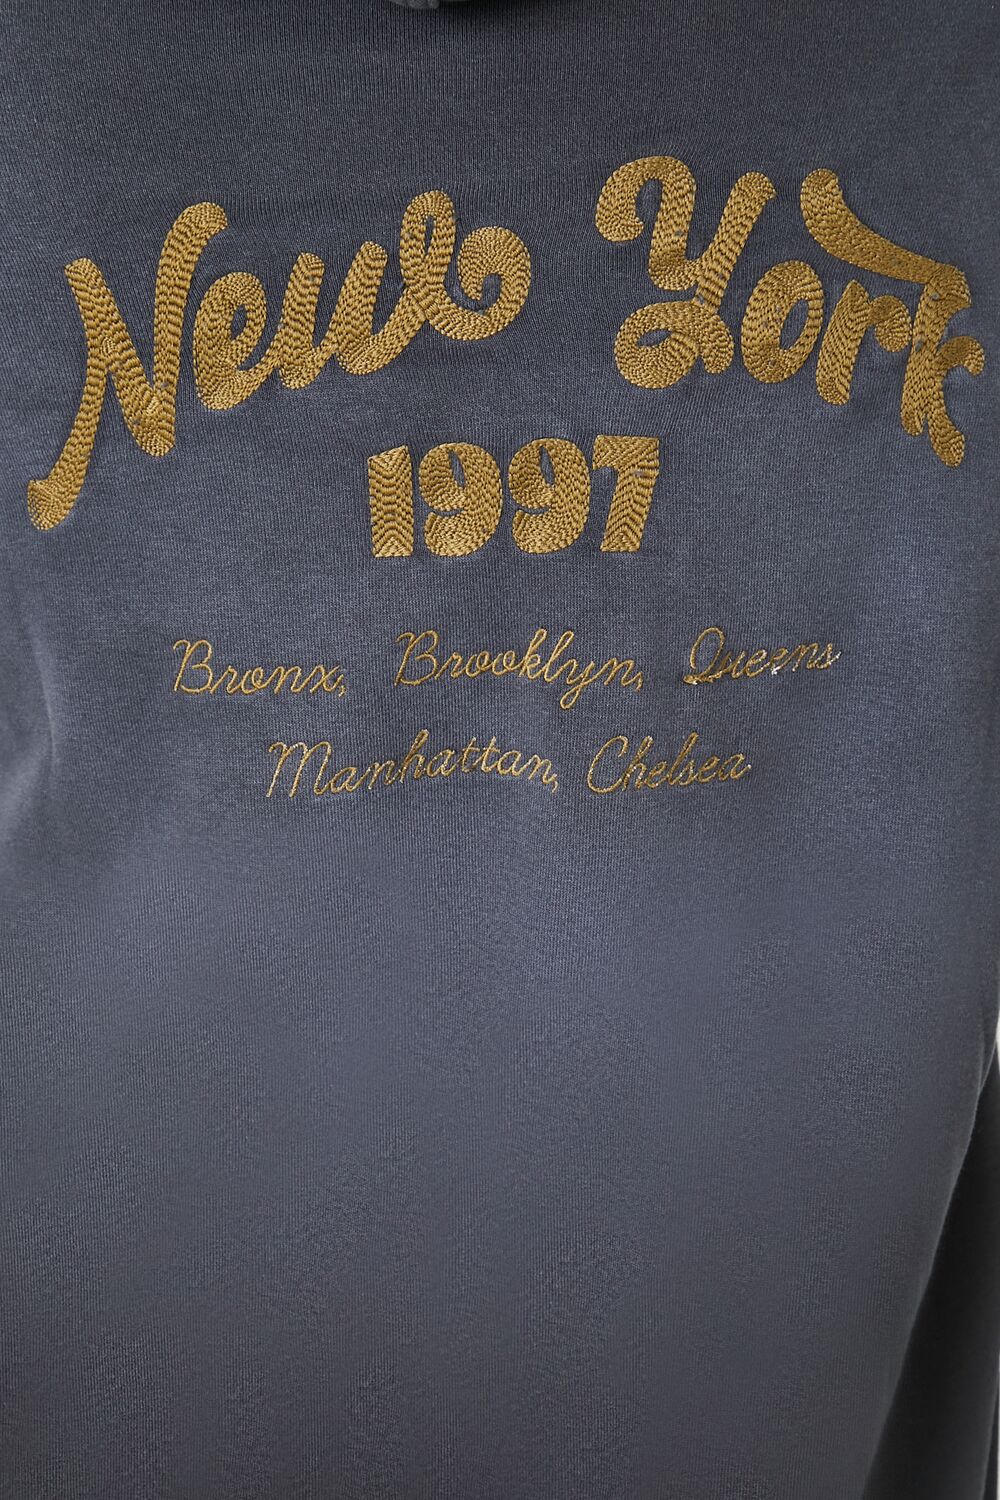 New York
1997
Bronx, Brooklyn, Queens
Manhattan, Chelsea